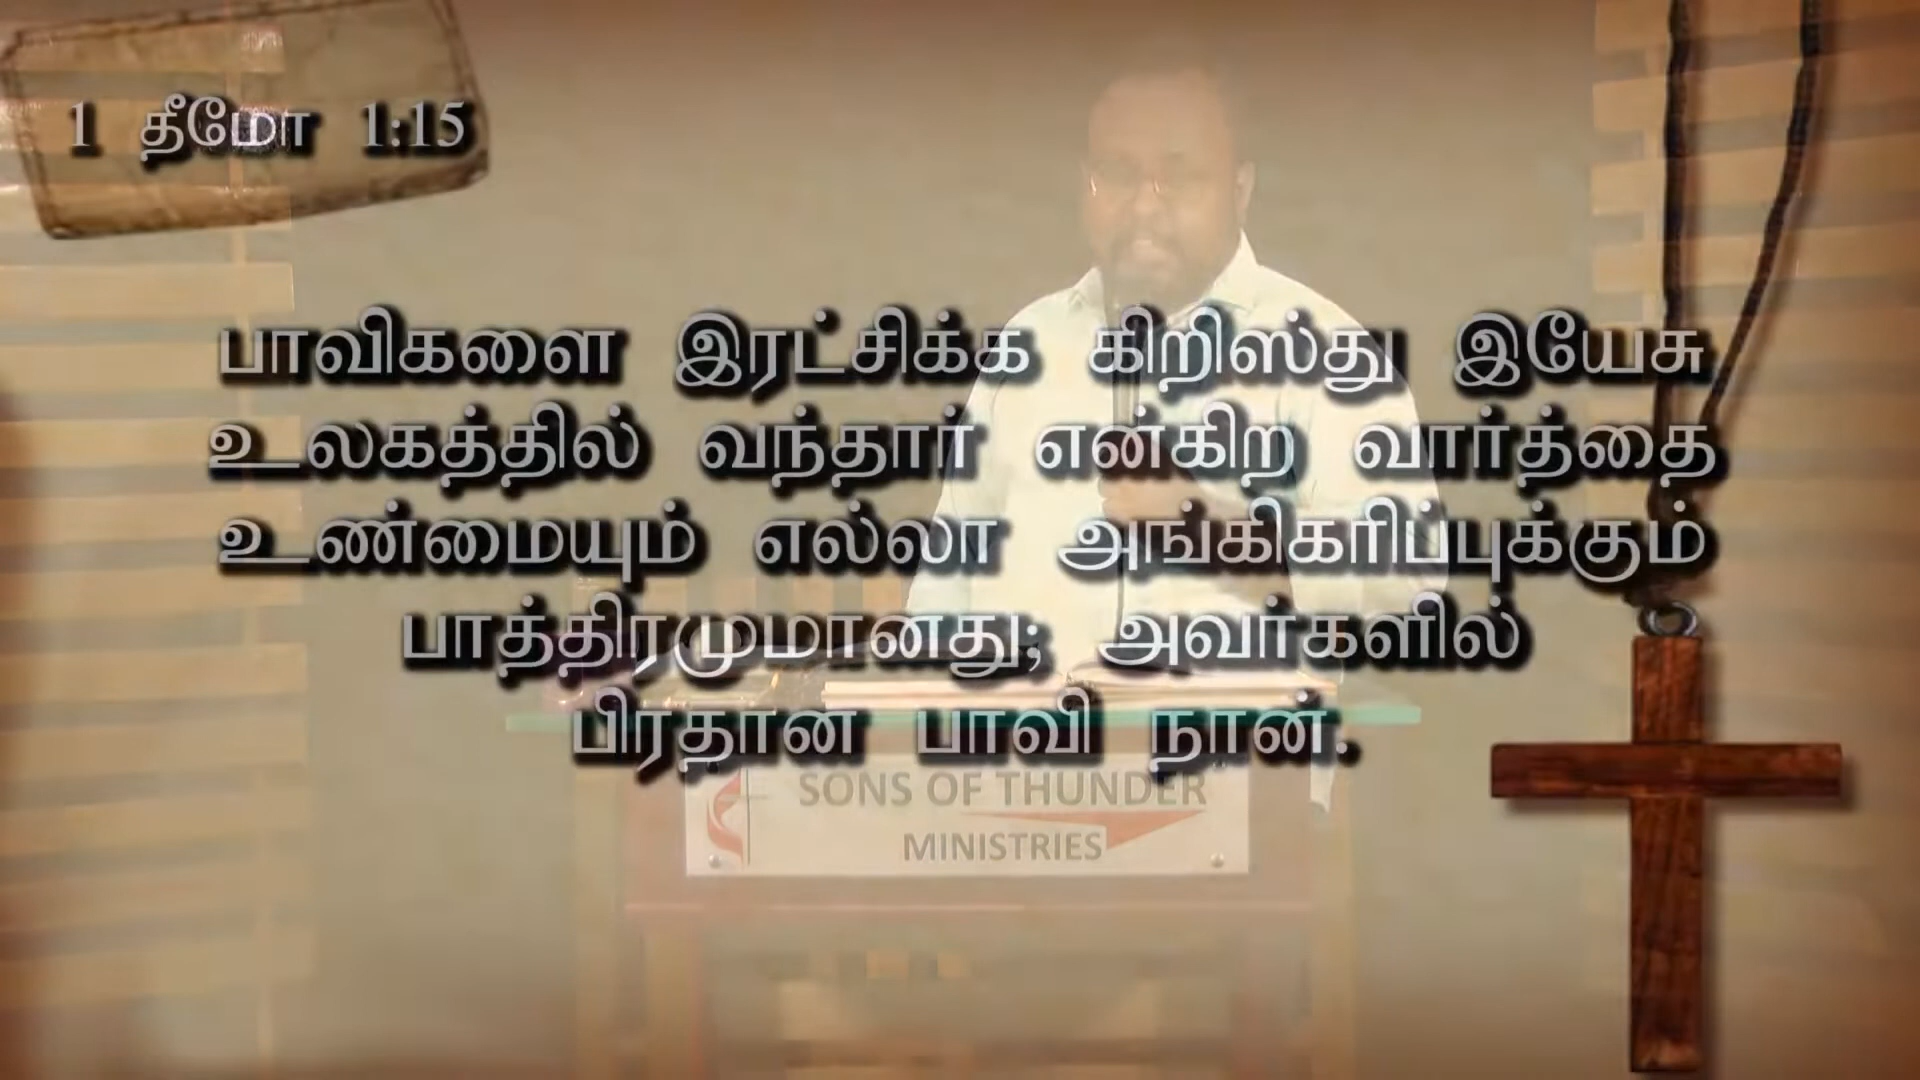 1 தீமோ 1:15
பாவிகளை இரட்சிக்க கிறிஸ்து இயேசு
உலகத்தில் வந்தார் என்கிற வார்த்தை
உண்மையும் எல்லா அங்கிகரிப்புக்கும்
பாத்திரமுமானது; அவர்களில்
பிரதான பாவி நான்.
SONS OF THUNDER
MINISTRIES